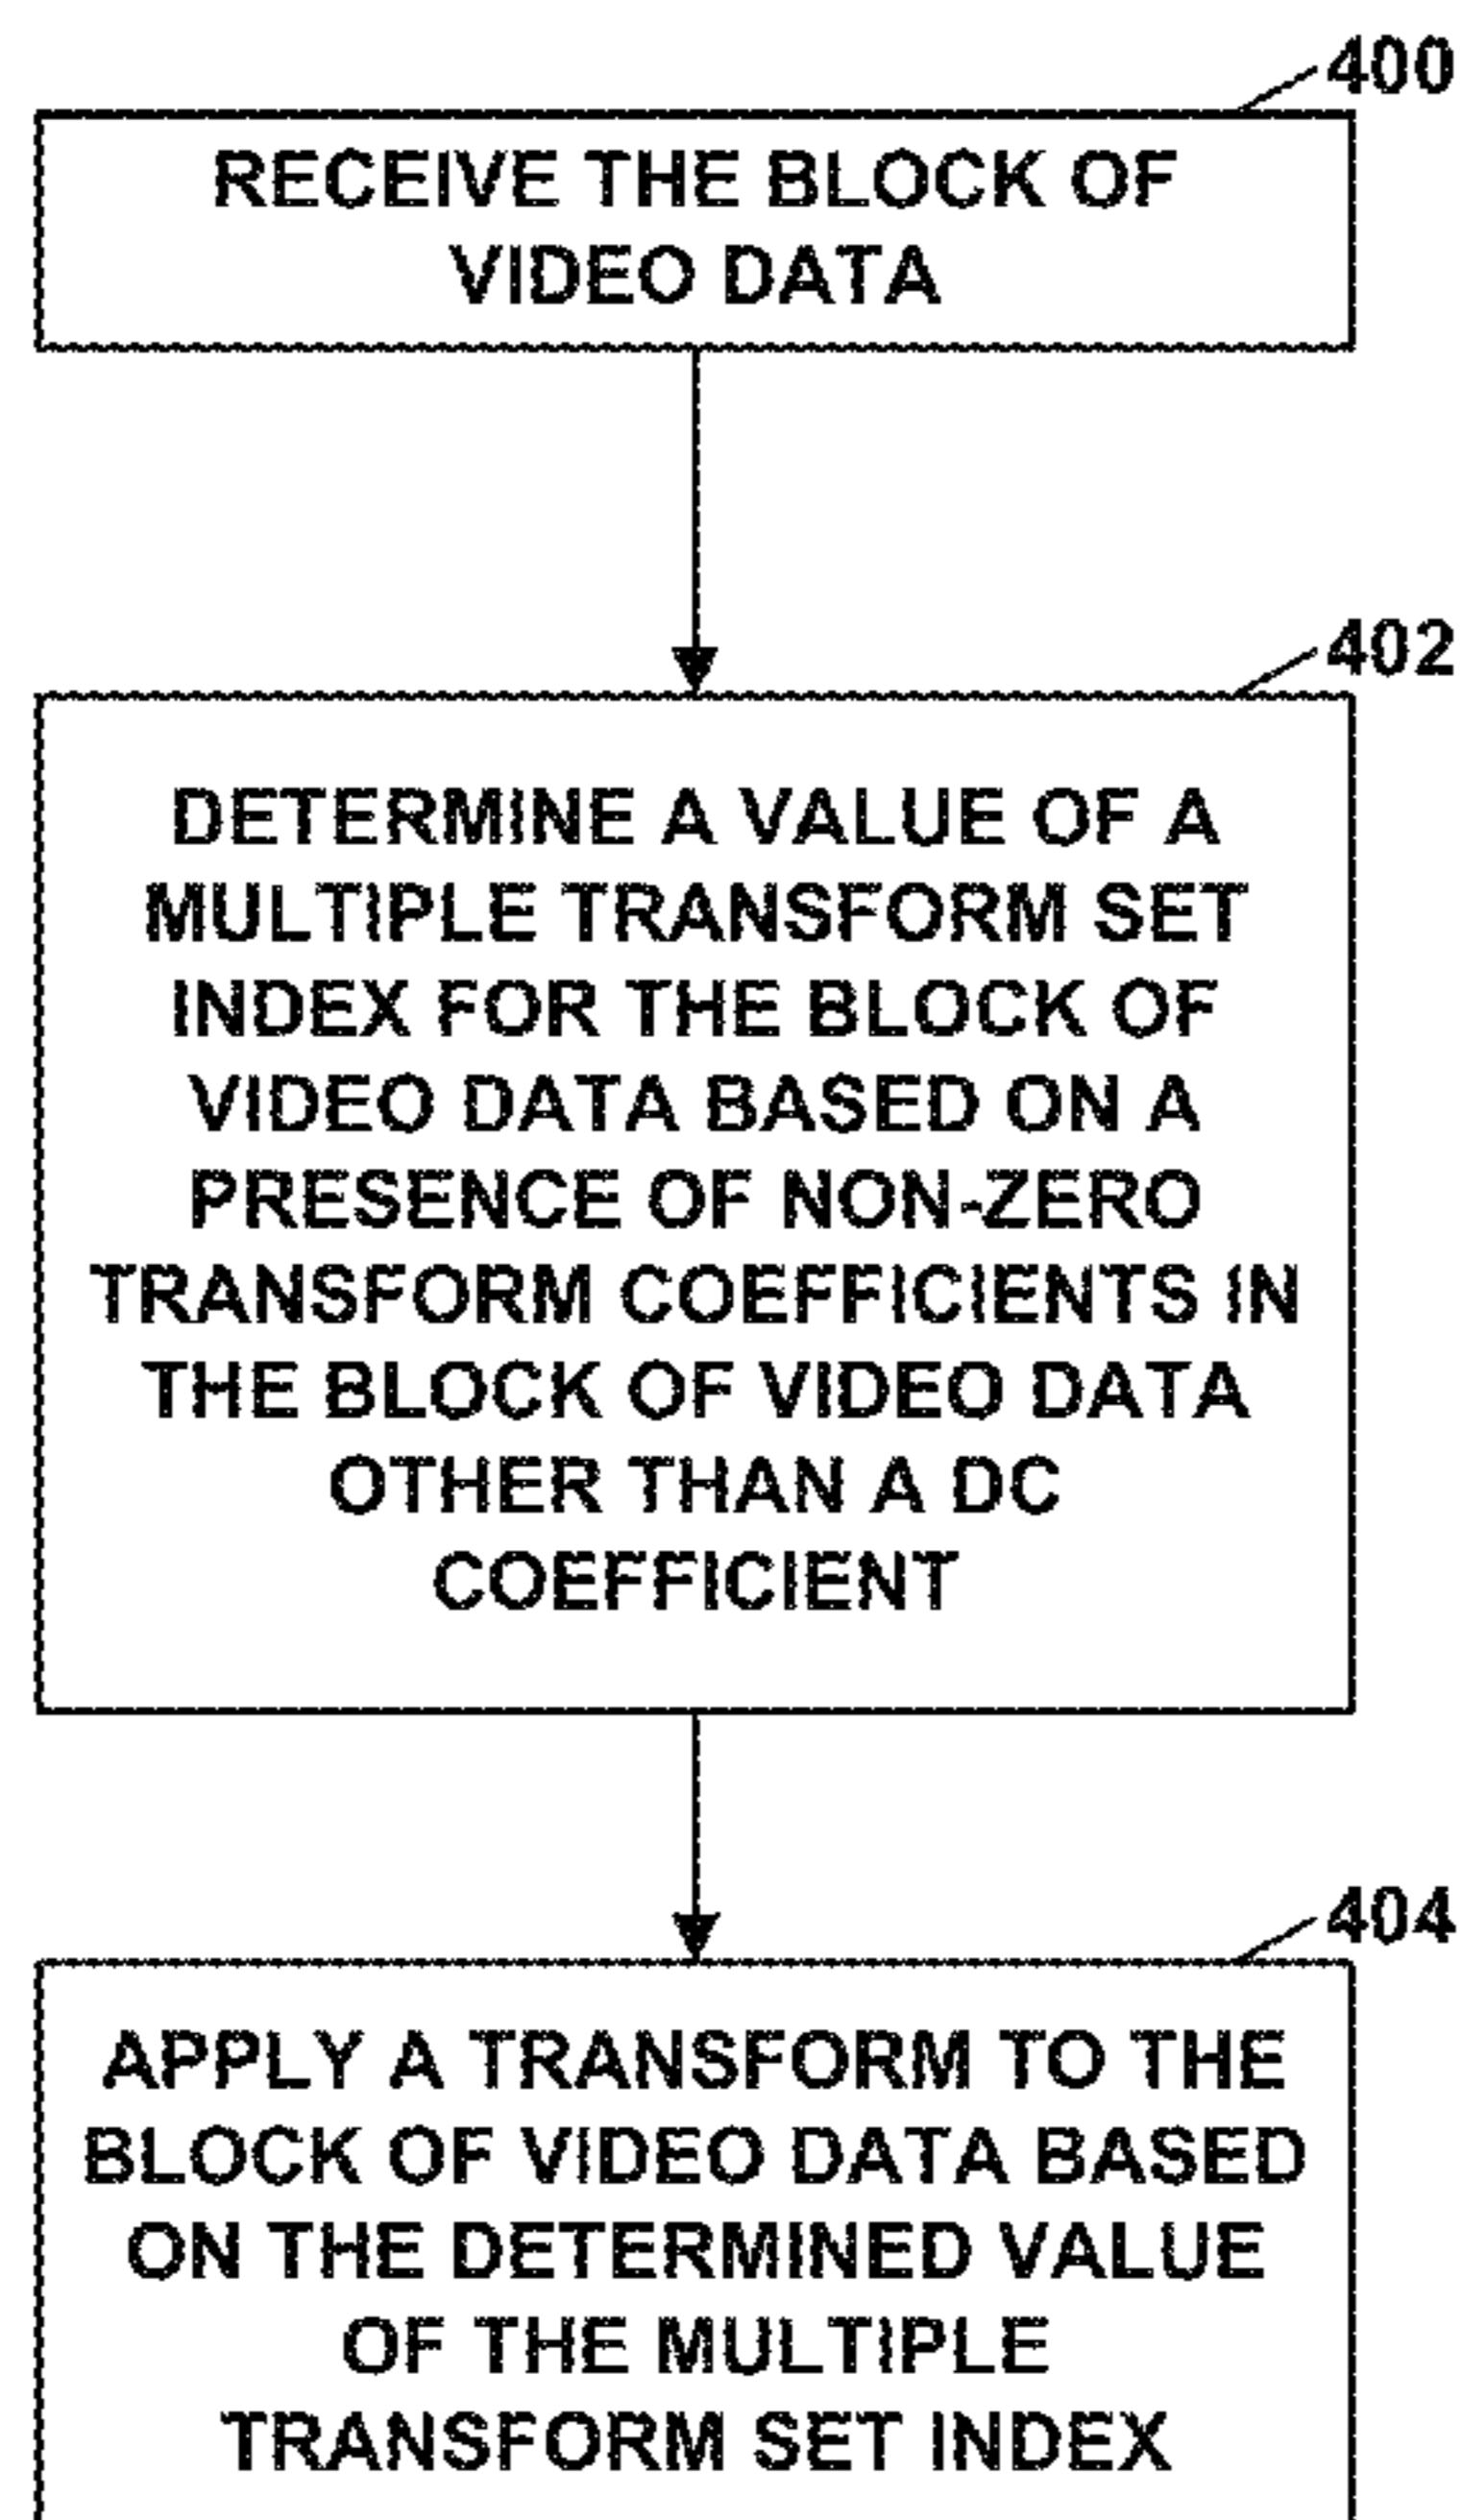 400
RECEIVE THE BLOCK OF
VIDEO DATA
402
DETERMINE A VALUE OF A
MULTIPLE TRANSFORM SET
INDEX FOR THE BLOCK OF
VIDEO DATA BASED ON A
PRESENCE OF NON-ZERO
TRANSFORM COEFFICIENTS IN
THE BLOCK OF VIDEO DATA
OTHER THAN A DC
COEFFICIENT
404
APPLY A TRANSFORM TO THE
BLOCK OF VIDEO DATA BASED
ON THE DETERMINED VALUE
OF THE MULTIPLE
TRANSFORM SET INDEX